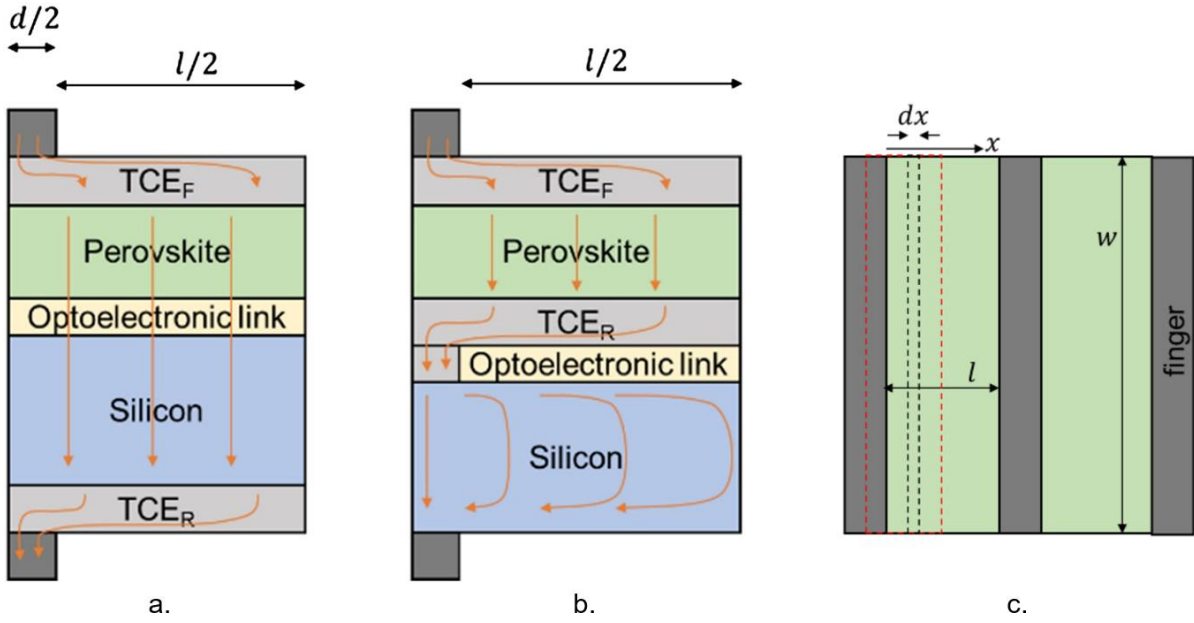 d/2
l/2
TCE_F
Perovskite
Optoelectronic link
Silicon
TCE_R
a.
l/2
TCE_F
Perovskite
TCE_R
Optoelectronic link
Silicon
b.
dx
x
w
l
finger
c.